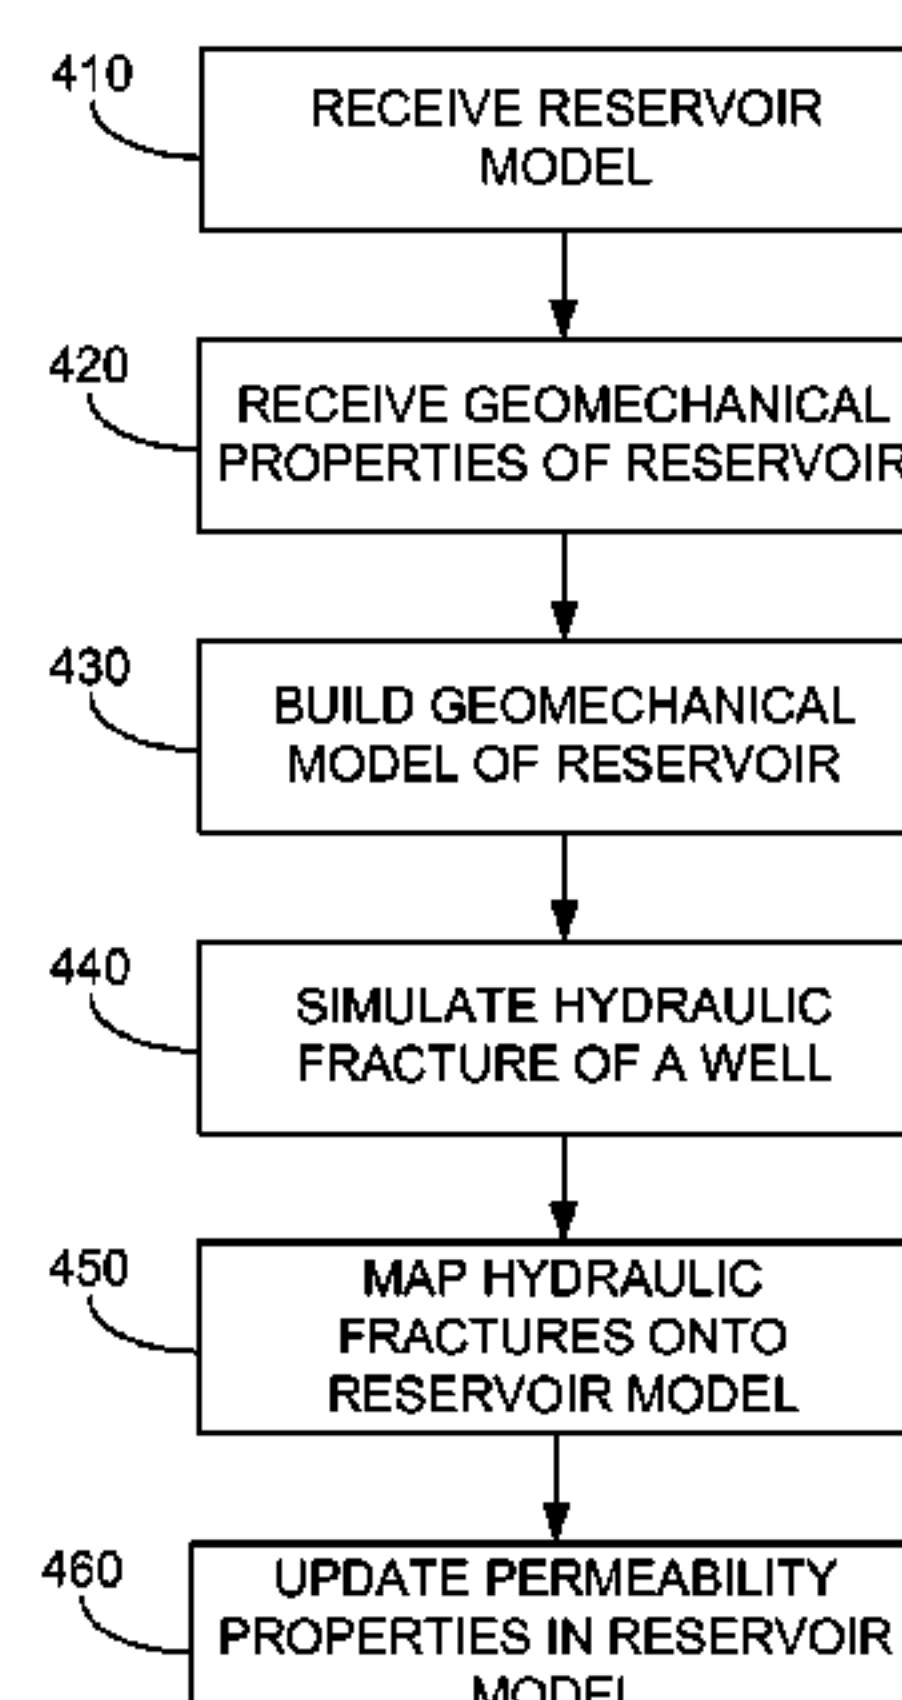 410
RECEIVE RESERVOIR
MODEL
420
RECEIVE GEOMECHANICAL
PROPERTIES OF RESERVOIR
430
BUILD GEOMECHANICAL
MODEL OF RESERVOIR
440
SIMULATE HYDRAULIC
FRACTURE OF A WELL
450
MAP HYDRAULIC
FRACTURES ONTO
RESERVOIR MODEL
460
UPDATE PERMEABILITY
PROPERTIES IN RESERVOIR
MODEL